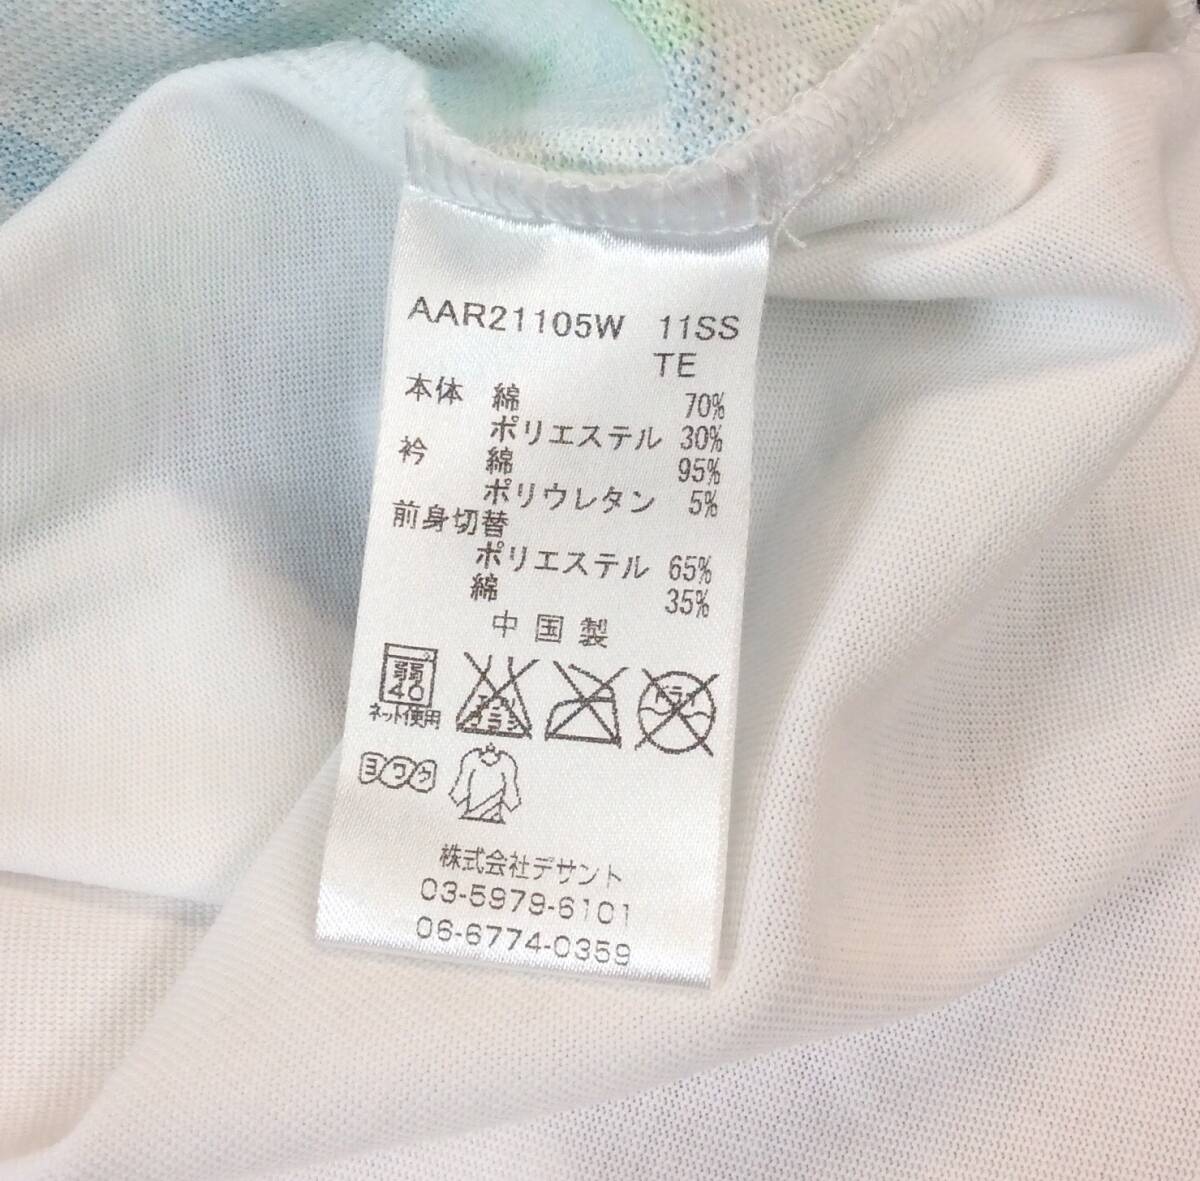 AAR21105W 11SS
TE
本体 綿 70%
ポリエステル 30%
衿 綿 95%
ポリウレタン 5%
前身切替
ポリエステル 65%
綿 35%
中国製
弱
40
ネット使用
エンソ
サラシ
ドライ
ヨワク
株式会社デサント
03-5979-6101
06-6774-0359